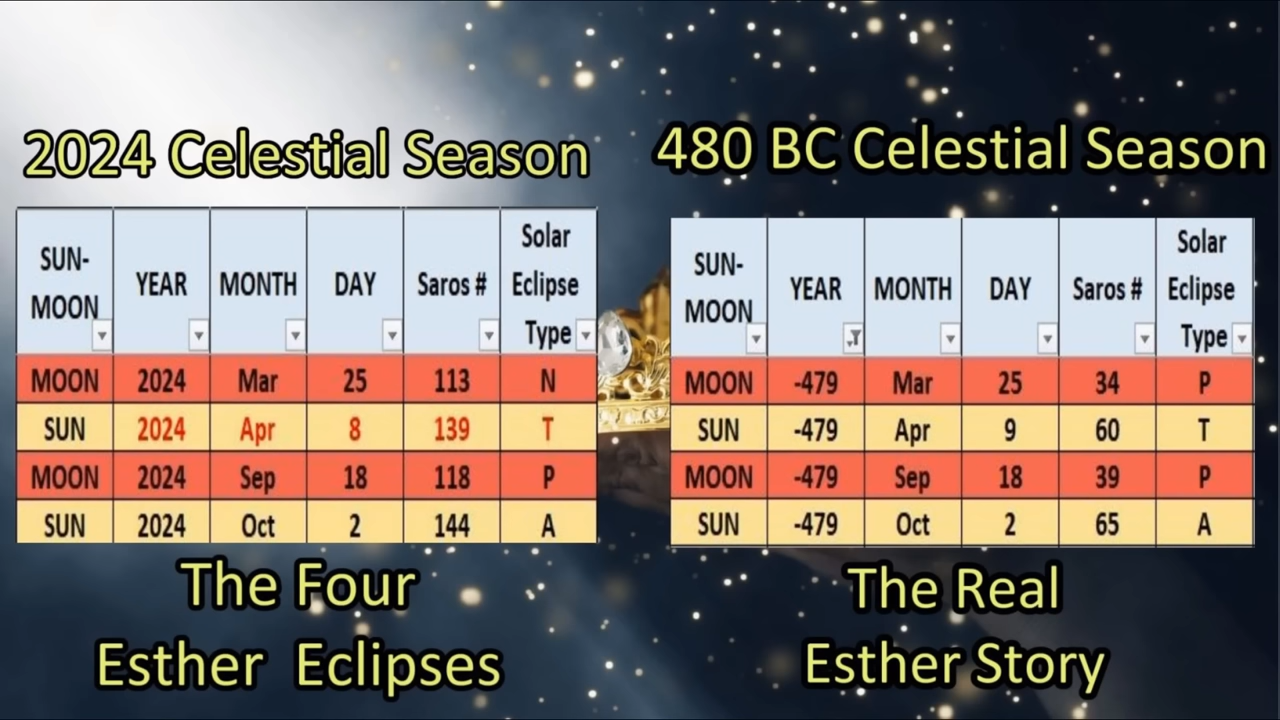 2024 Celestial Season
SUN-
MOON YEAR MONTH DAY Saros # Solar
Eclipse
Type
MOON 2024 Mar 25 113 N
SUN 2024 Apr 8 139 T
MOON 2024 Sep 18 118 P
SUN 2024 Oct 2 144 A
The Four
Esther Eclipses
480 BC Celestial Season
SUN-
MOON YEAR MONTH DAY Saros # Solar
Eclipse
Type
MOON -479 Mar 25 34 P
SUN -479 Apr 9 60 T
MOON -479 Sep 18 39 P
SUN -479 Oct 2 65 A
The Real
Esther Story